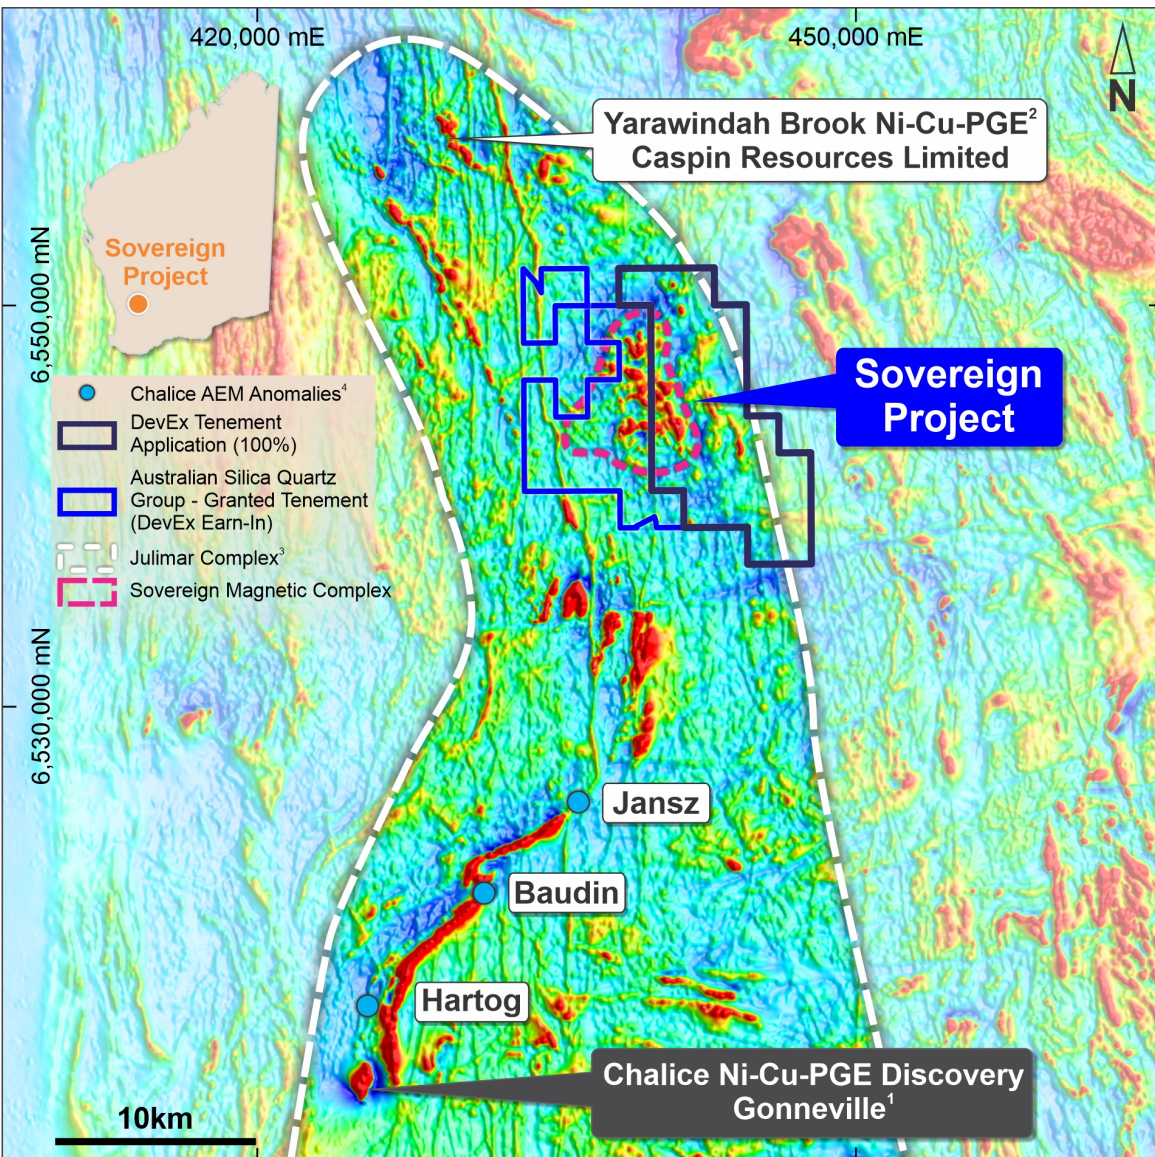 420,000 mE
450,000 mE
N
Yarawindah Brook Ni-Cu-PGE²
Caspin Resources Limited
6,550,000 mN
Sovereign
Project
Sovereign
Project
Chalice AEM Anomalies⁴
DevEx Tenement
Application (100%)
Australian Silica Quartz
Group - Granted Tenement
(DevEx Earn-In)
Julimar Complex³
Sovereign Magnetic Complex
6,530,000 mN
Jansz
Baudin
Hartog
Chalice Ni-Cu-PGE Discovery
Gonneville¹
10km